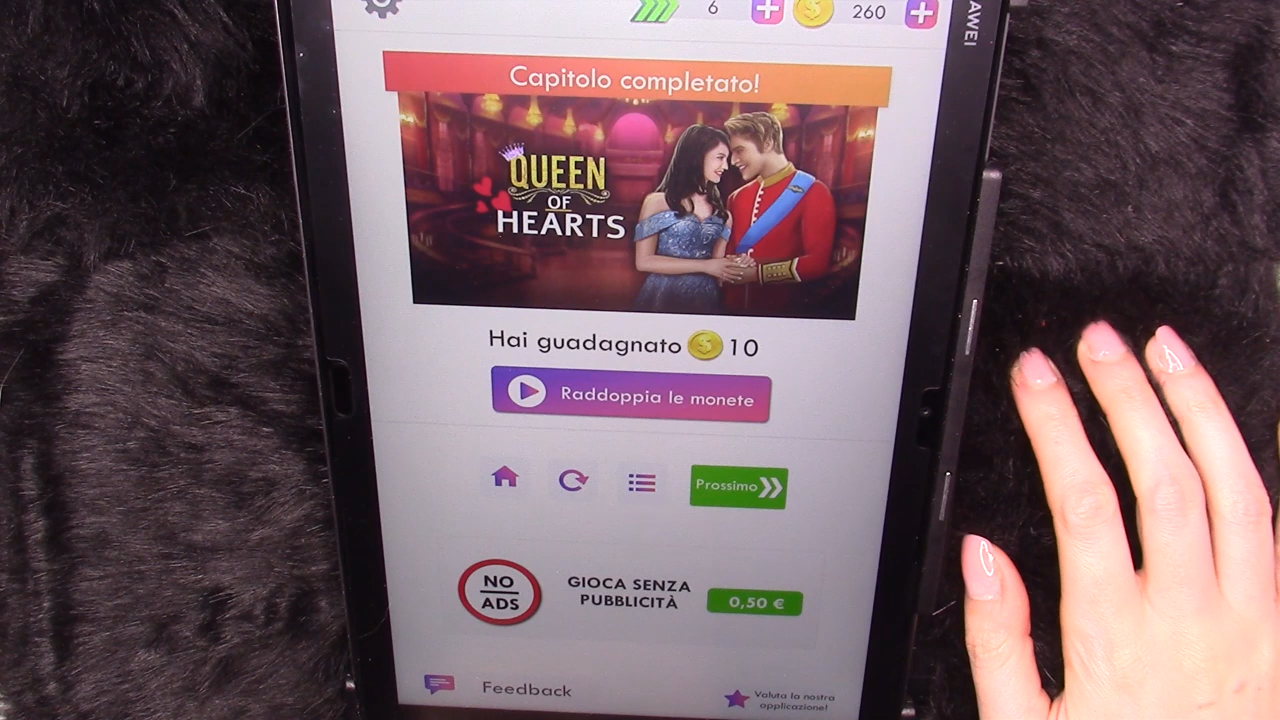 6
260
AWEI
Capitolo completato!
QUEEN
OF
HEARTS
Hai guadagnato 10
Raddoppia le monete
Prossimo
NO
ADS
GIOCA SENZA
PUBBLICITÀ
0,50 €
Feedback
Valuta la nostra
applicazione!